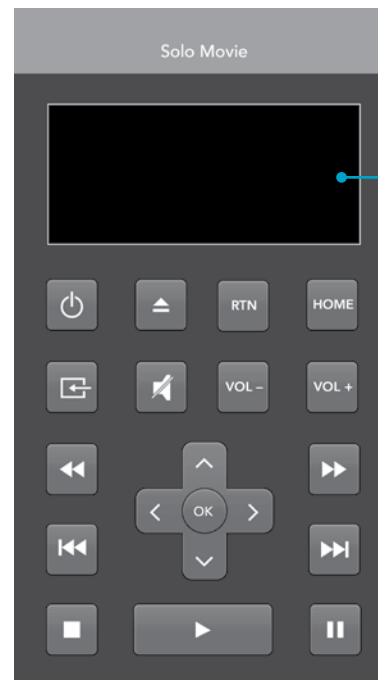 Solo Movie
RTN
HOME
VOL –
VOL +
OK